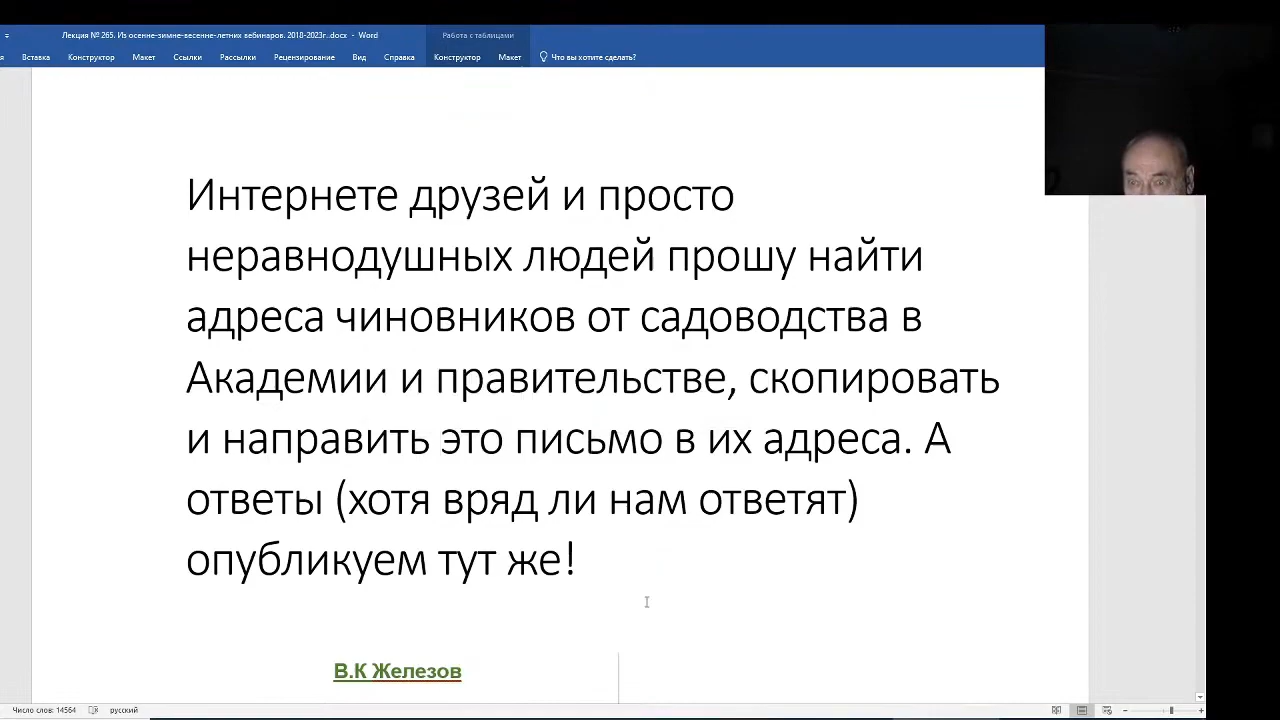 Лекция № 265. Из осенне-зимне-весенне-летних вебинаров. 2018-2023г..docx - Word
Работа с таблицами
я Вставка Конструктор Макет Ссылки Рассылки Рецензирование Вид Справка Конструктор Макет Что вы хотите сделать?
Интернете друзей и просто
неравнодушных людей прошу найти
адреса чиновников от садоводства в
Академии и правительстве, скопировать
и направить это письмо в их адреса. А
ответы (хотя вряд ли нам ответят)
опубликуем тут же!
В.К Железов
Число слов: 14564 русский